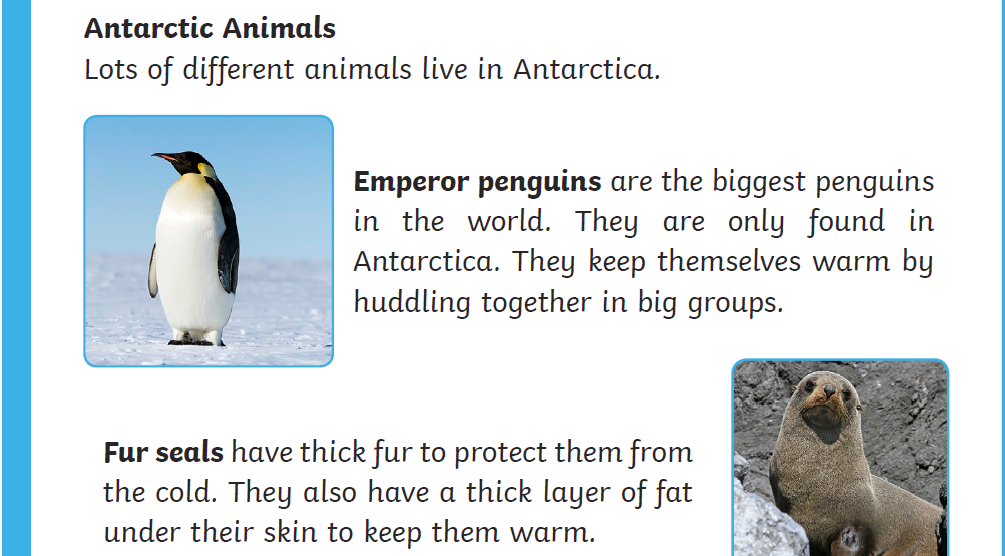 Antarctic Animals
Lots of different animals live in Antarctica.
Emperor penguins are the biggest penguins
in the world. They are only found in
Antarctica. They keep themselves warm by
huddling together in big groups.
Fur seals have thick fur to protect them from
the cold. They also have a thick layer of fat
under their skin to keep them warm.